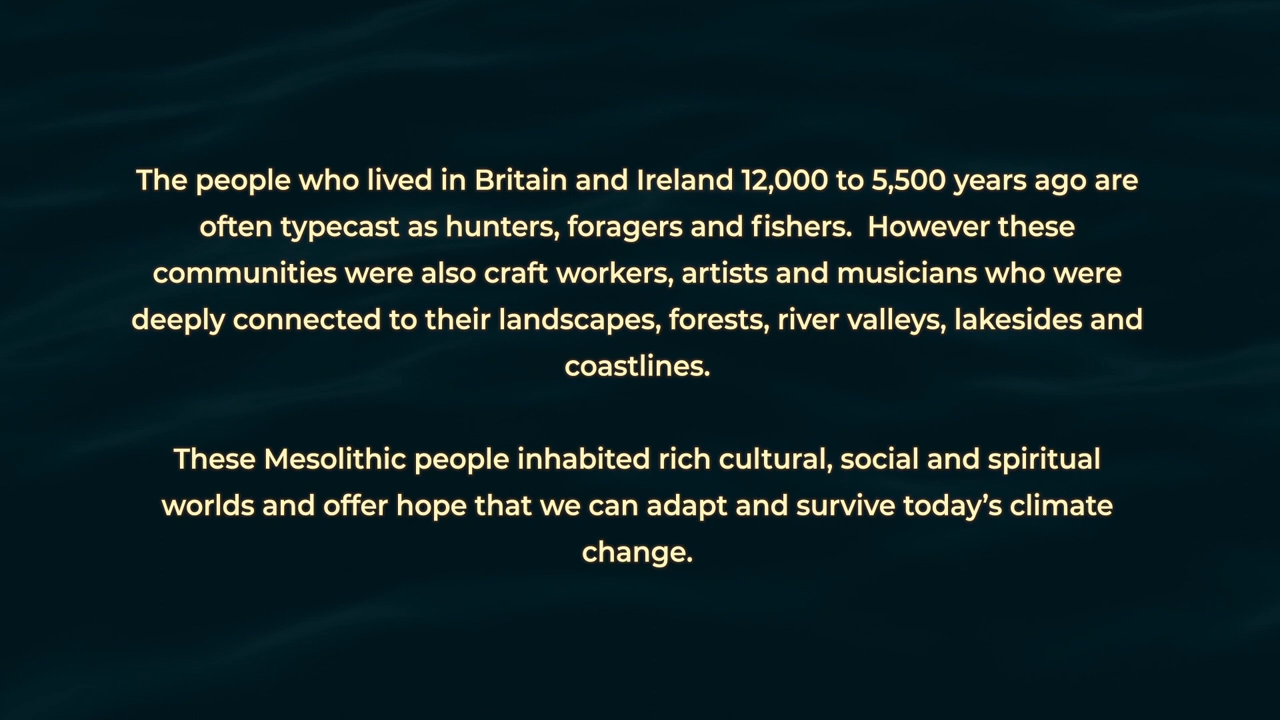 The people who lived in Britain and Ireland 12,000 to 5,500 years ago are
often typecast as hunters, foragers and fishers.  However these
communities were also craft workers, artists and musicians who were
deeply connected to their landscapes, forests, river valleys, lakesides and
coastlines.
These Mesolithic people inhabited rich cultural, social and spiritual
worlds and offer hope that we can adapt and survive today’s climate
change.